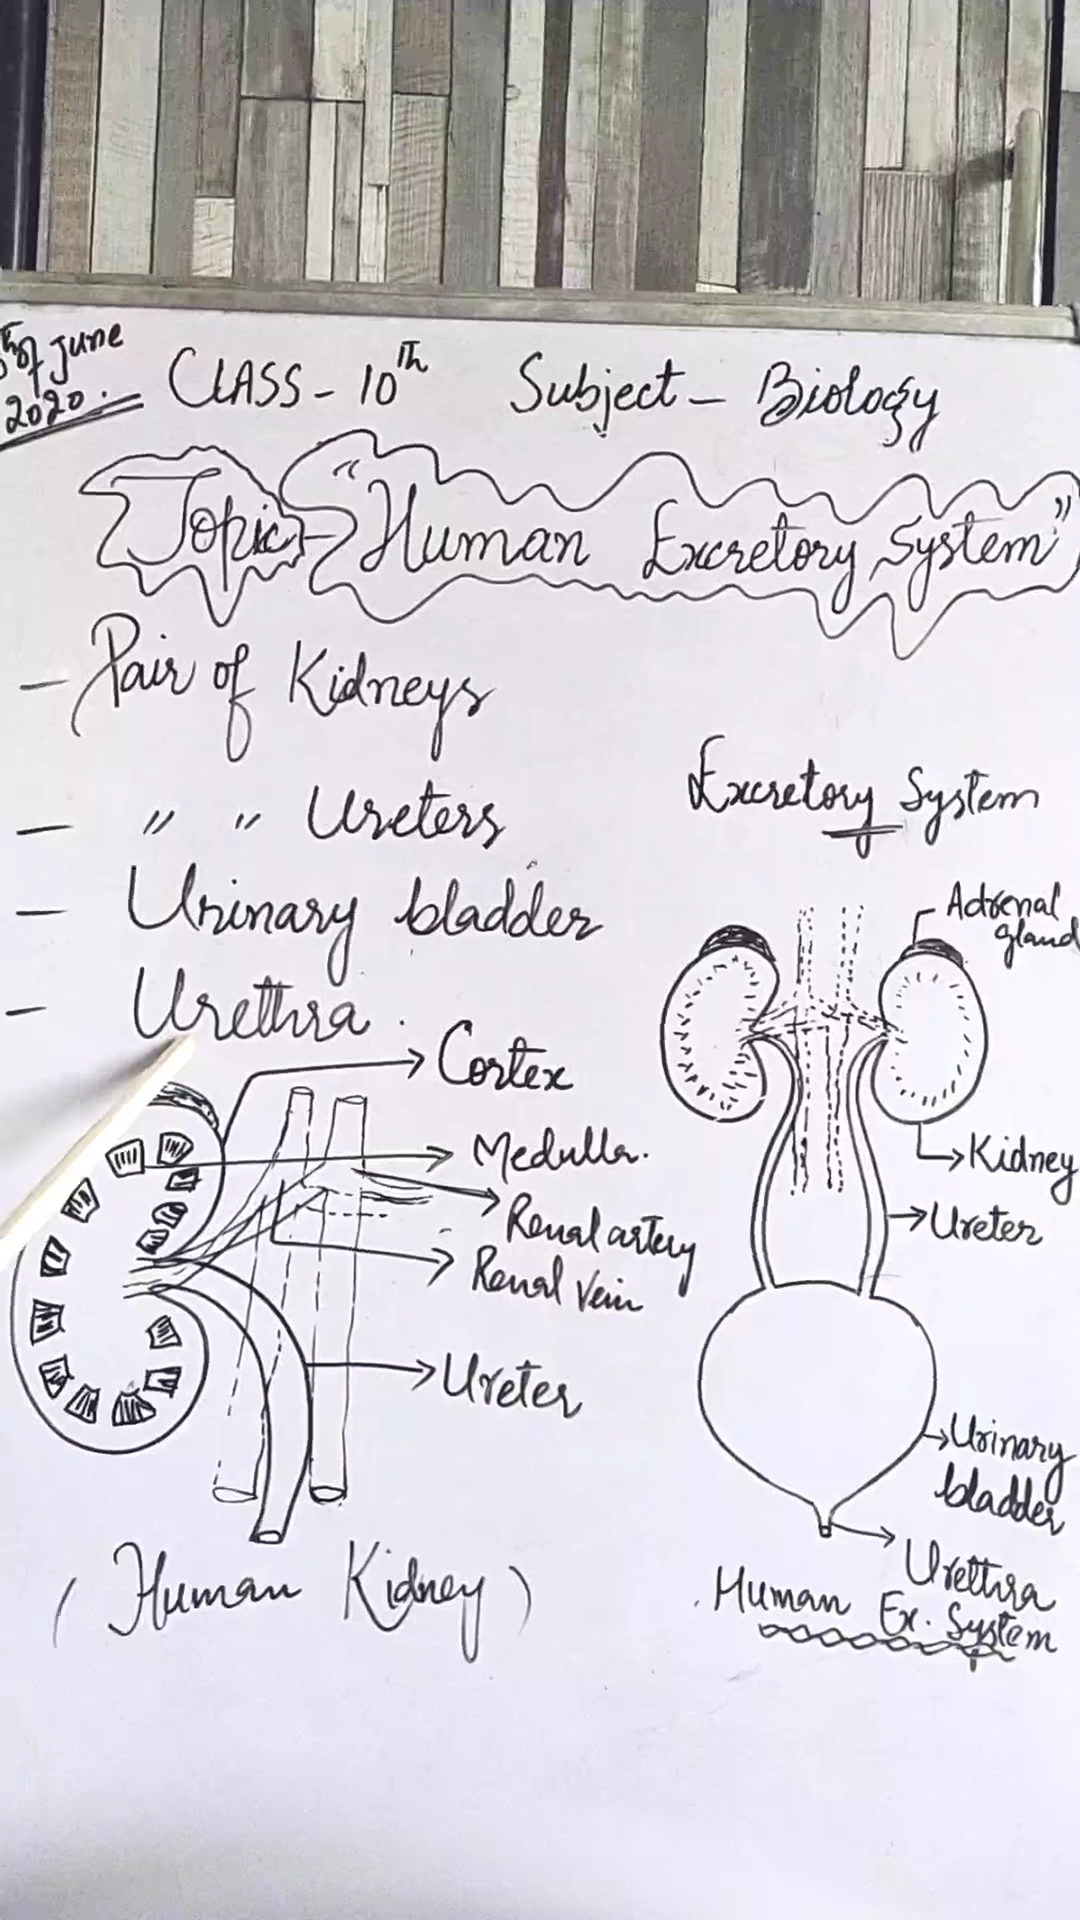 of June
2020.
CLASS - 10th Subject - Biology
Topic - "Human Excretory System"
- Pair of Kidneys
- " " Ureters
- Urinary bladder
- Urethra.
Excretory System
Adrenal
gland
Kidney
Ureter
Urinary
bladder
Urethra
Human Ex. System
Cortex
Medulla.
Renal artery
Renal Vein
Ureter
(Human Kidney)